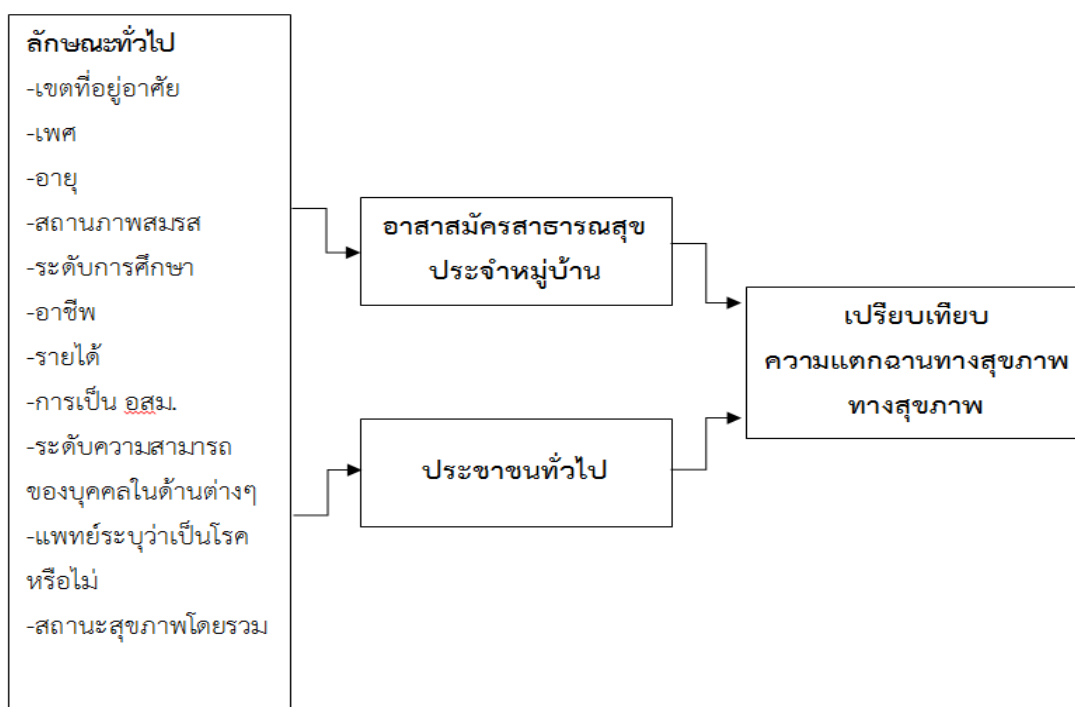 ลักษณะทั่วไป
-เขตที่อยู่อาศัย
-เพศ
-อายุ
-สถานภาพสมรส
-ระดับการศึกษา
-อาชีพ
-รายได้
-การเป็น อสม.
-ระดับความสามารถ
ของบุคคลในด้านต่างๆ
-แพทย์ระบุว่าเป็นโรค
หรือไม่
-สถานะสุขภาพโดยรวม
อาสาสมัครสาธารณสุข
ประจำหมู่บ้าน
ประชาชนทั่วไป
เปรียบเทียบ
ความแตกฉานทางสุขภาพ
ทางสุขภาพ